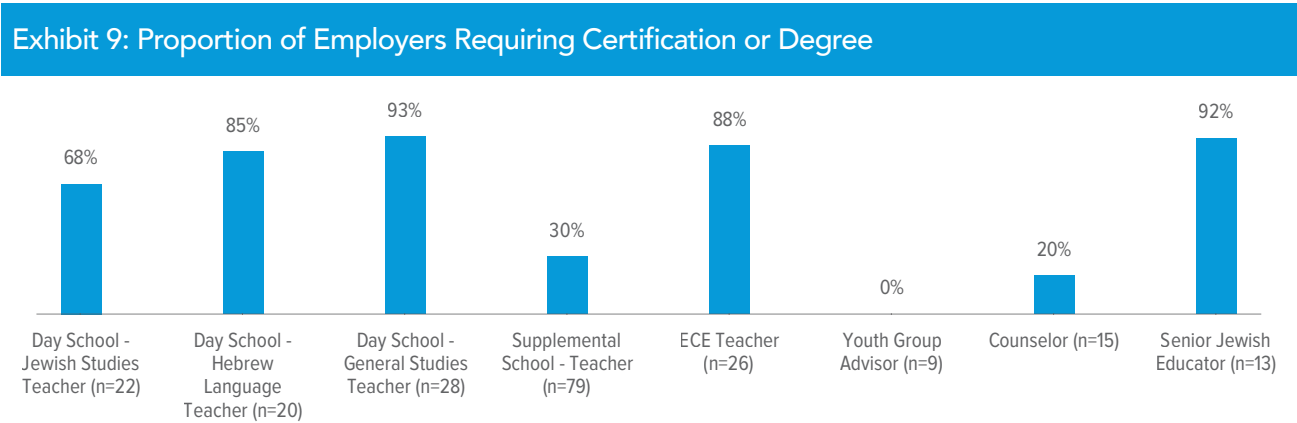 Exhibit 9: Proportion of Employers Requiring Certification or Degree
68%
85%
93%
30%
88%
0%
20%
92%
Day School -
Jewish Studies
Teacher (n=22)
Day School -
Hebrew
Language
Teacher (n=20)
Day School -
General Studies
Teacher (n=28)
Supplemental
School - Teacher
(n=79)
ECE Teacher
(n=26)
Youth Group
Advisor (n=9)
Counselor (n=15)
Senior Jewish
Educator (n=13)